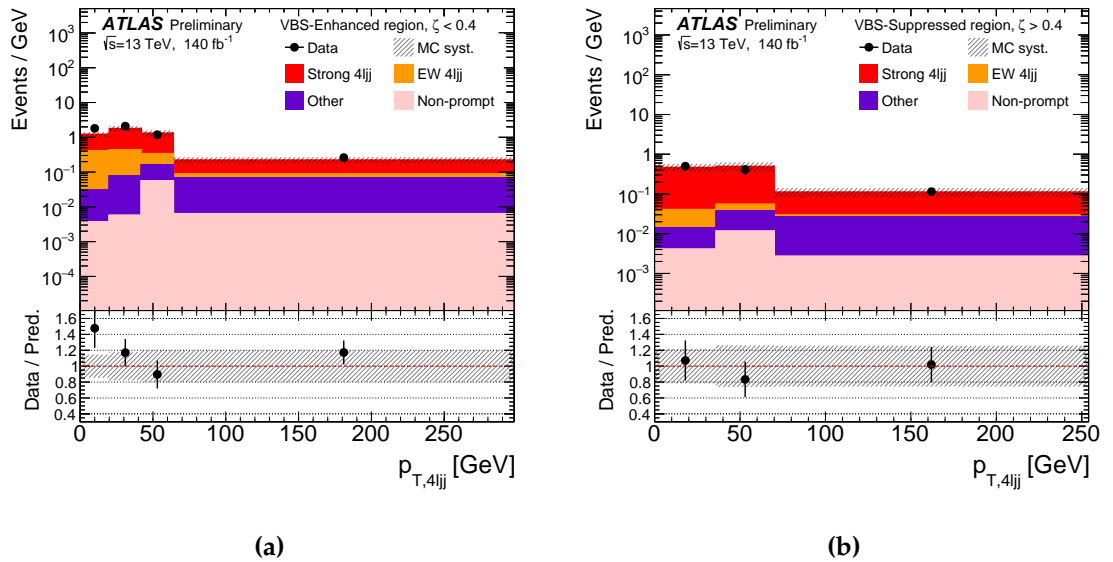 ATLAS Preliminary
√s=13 TeV, 140 fb⁻¹
VBS-Enhanced region, ζ < 0.4
Data
MC syst.
Strong 4ljj
EW 4ljj
Other
Non-prompt
Events / GeV
10³
10²
10
1
10⁻¹
10⁻²
10⁻³
10⁻⁴
Data / Pred.
1.6
1.4
1.2
1
0.8
0.6
0.4
0 50 100 150 200 250
p_T,4ljj [GeV]
(a)
ATLAS Preliminary
√s=13 TeV, 140 fb⁻¹
VBS-Suppressed region, ζ > 0.4
Data
MC syst.
Strong 4ljj
EW 4ljj
Other
Non-prompt
Events / GeV
10³
10²
10
1
10⁻¹
10⁻²
10⁻³
Data / Pred.
1.6
1.4
1.2
1
0.8
0.6
0.4
0 50 100 150 200 250
p_T,4ljj [GeV]
(b)